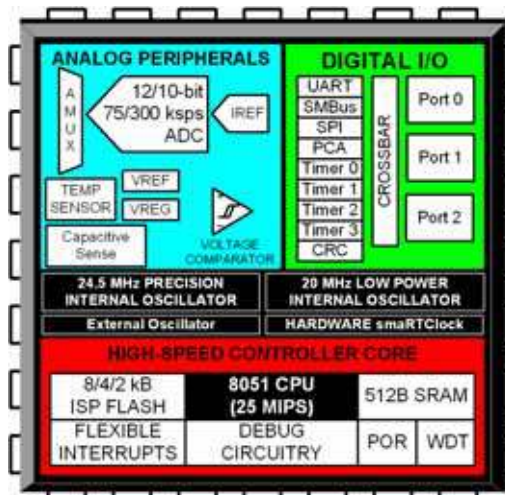 ANALOG PERIPHERALS
AMUX
12/10-bit
75/300 ksps
ADC
IREF
TEMP
SENSOR
VREF
VREG
Capacitive
Sense
VOLTAGE
COMPARATOR
DIGITAL I/O
UART
SMBus
SPI
PCA
Timer 0
Timer 1
Timer 2
Timer 3
CRC
CROSSBAR
Port 0
Port 1
Port 2
24.5 MHz PRECISION
INTERNAL OSCILLATOR
20 MHz LOW POWER
INTERNAL OSCILLATOR
External Oscillator
HARDWARE smaRTClock
HIGH-SPEED CONTROLLER CORE
8/4/2 kB
ISP FLASH
8051 CPU
(25 MIPS)
512B SRAM
FLEXIBLE
INTERRUPTS
DEBUG
CIRCUITRY
POR
WDT